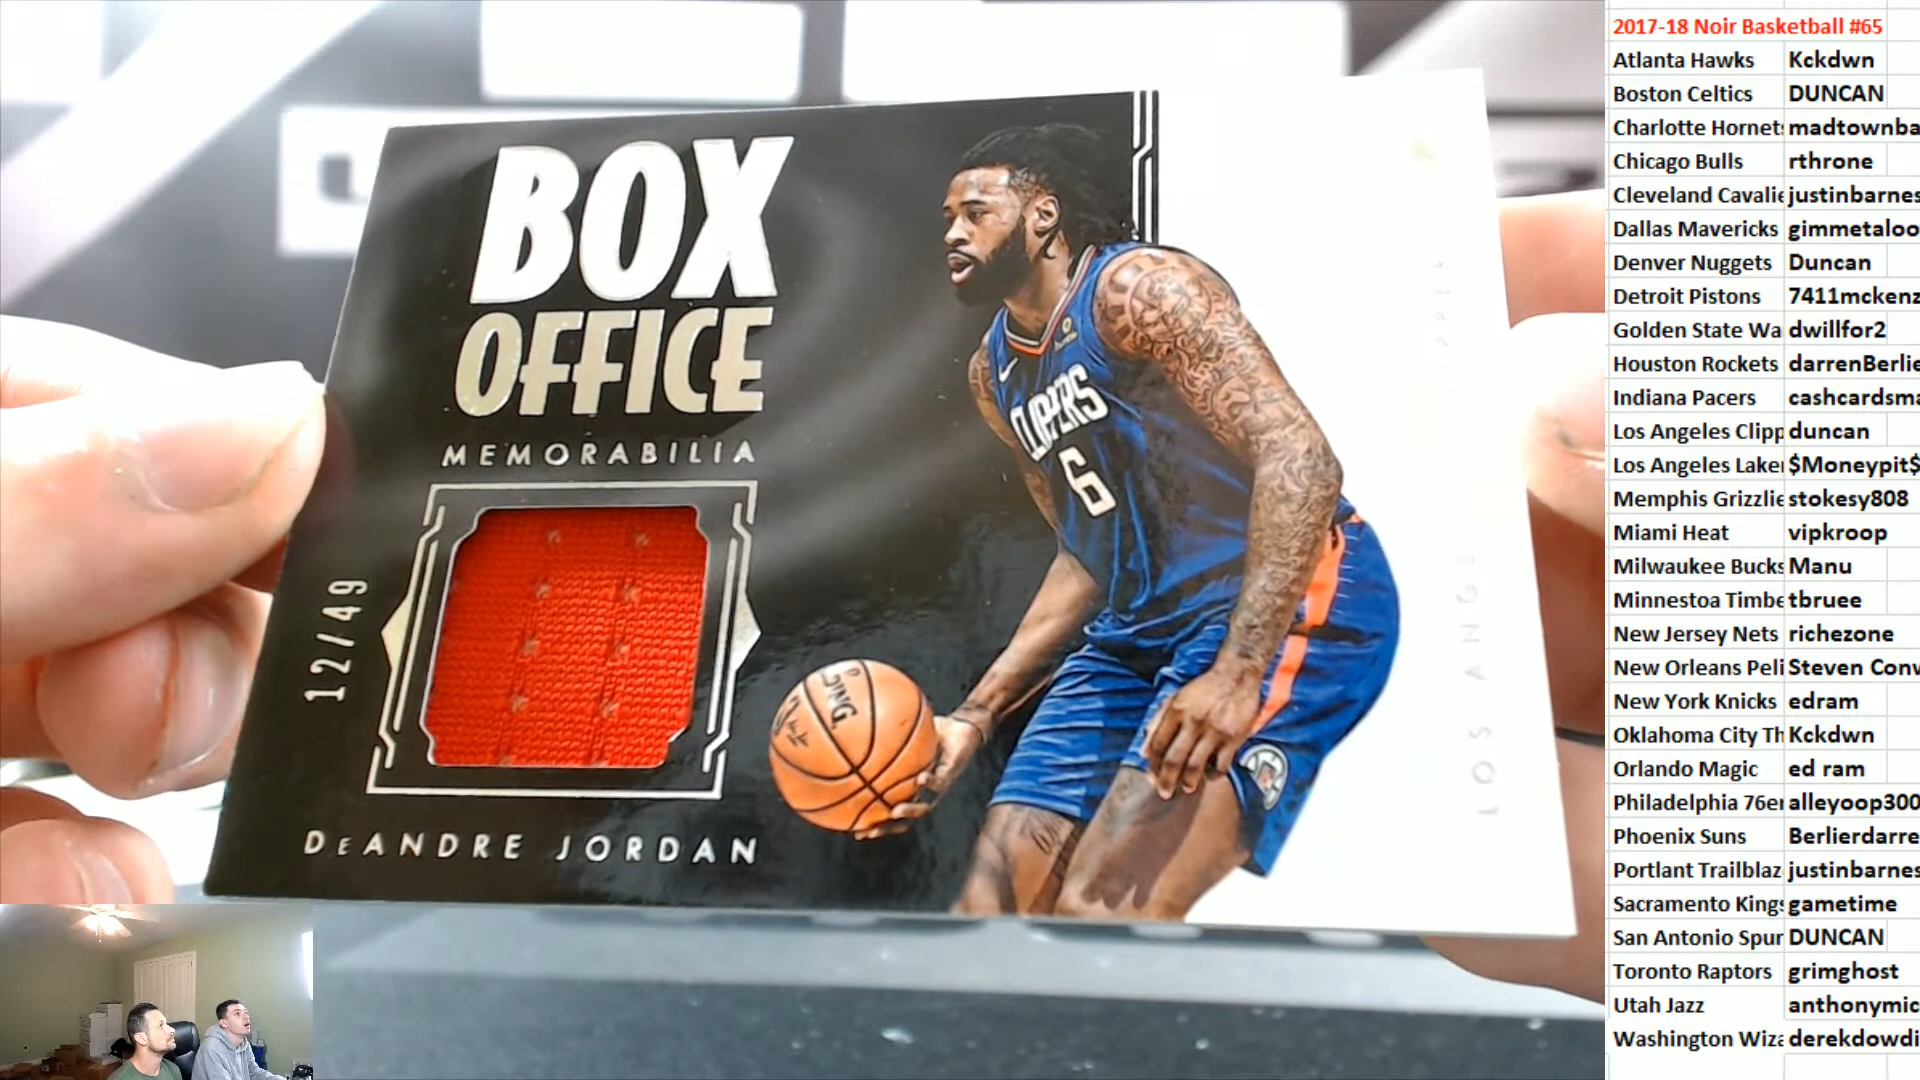 BOX
OFFICE
MEMORABILIA
12/49
DeANDRE JORDAN
CLIPPERS
6
LOS ANGE
2017-18 Noir Basketball #65
Atlanta Hawks Kckdwn
Boston Celtics DUNCAN
Charlotte Hornets madtownba
Chicago Bulls rthrone
Cleveland Cavalie justinbarnes
Dallas Mavericks gimmetaloo
Denver Nuggets Duncan
Detroit Pistons 7411mckenz
Golden State Wa dwillfor2
Houston Rockets darrenBerlie
Indiana Pacers cashcardsma
Los Angeles Clipp duncan
Los Angeles Laker $Moneypit$
Memphis Grizzlie stokesy808
Miami Heat vipkroop
Milwaukee Bucks Manu
Minnestoa Timbe tbruee
New Jersey Nets richezone
New Orleans Peli Steven Conw
New York Knicks edram
Oklahoma City Th Kckdwn
Orlando Magic ed ram
Philadelphia 76er alleyoop300
Phoenix Suns Berlierdarre
Portlant Trailblaz justinbarnes
Sacramento Kings gametime
San Antonio Spur DUNCAN
Toronto Raptors grimghost
Utah Jazz anthonymic
Washington Wiza derekdowdi